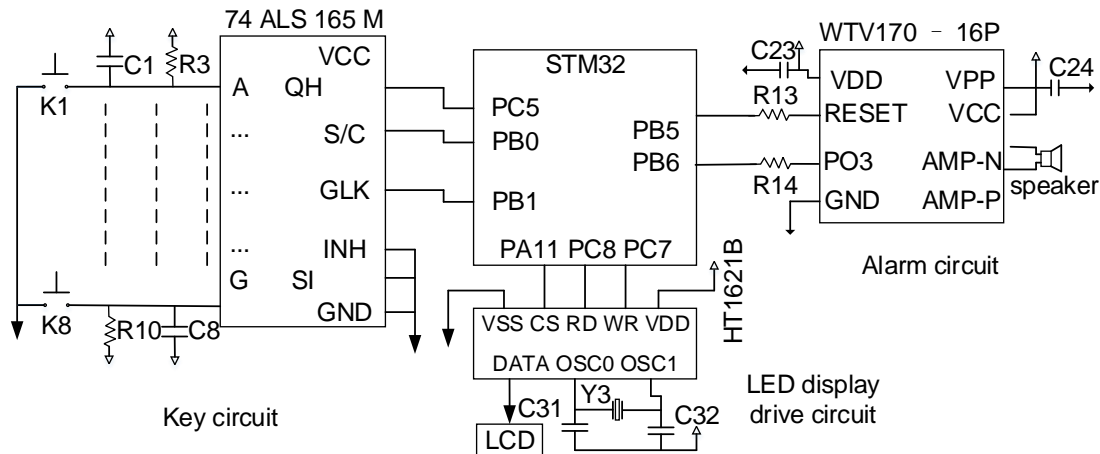 74 ALS 165 M
C1
R3
K1
VCC
A
QH
...
S/C
...
GLK
...
INH
G
SI
GND
K8
R10
C8
Key circuit
STM32
PC5
PB0
PB1
PB5
PB6
PA11 PC8 PC7
VSS CS RD WR VDD
DATA OSC0 OSC1
HT1621B
C31
Y3
C32
LCD
LED display
drive circuit
WTV170 - 16P
C23
C24
VDD
VPP
R13
RESET
VCC
PO3
AMP-N
R14
speaker
GND
AMP-P
Alarm circuit